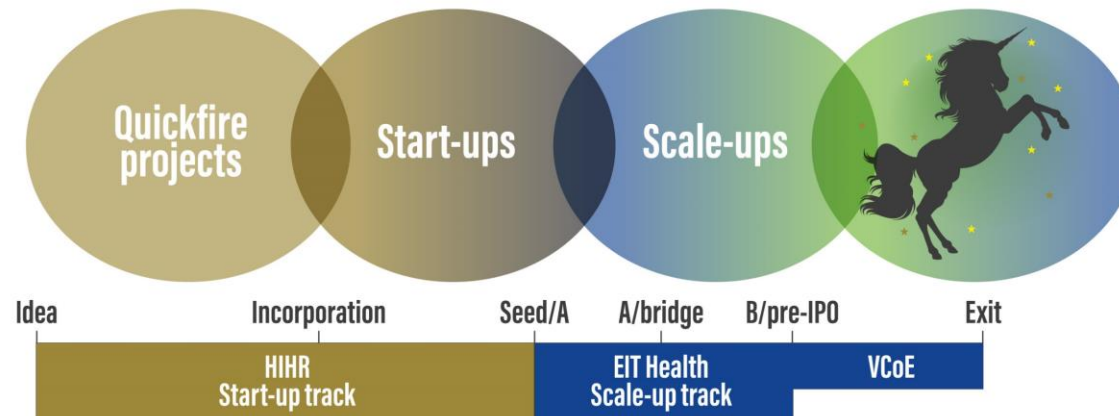 Quickfire
projects
Start-ups
Scale-ups
Idea
Incorporation
Seed/A
A/bridge
B/pre-IPO
Exit
HIHR
Start-up track
EIT Health
Scale-up track
VCoE